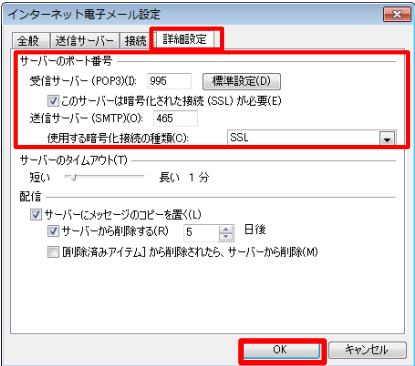 インターネット電子メール設定
全般 送信サーバー 接続 詳細設定
サーバーのポート番号
受信サーバー (POP3)(I): 995 標準設定(D)
このサーバーは暗号化された接続 (SSL) が必要(E)
送信サーバー (SMTP)(O): 465
使用する暗号化接続の種類(C): SSL
サーバーのタイムアウト(T)
短い 長い 1 分
配信
サーバーにメッセージのコピーを置く(L)
サーバーから削除する(R) 5 日後
[削除済みアイテム] から削除されたら、サーバーから削除(M)
OK キャンセル